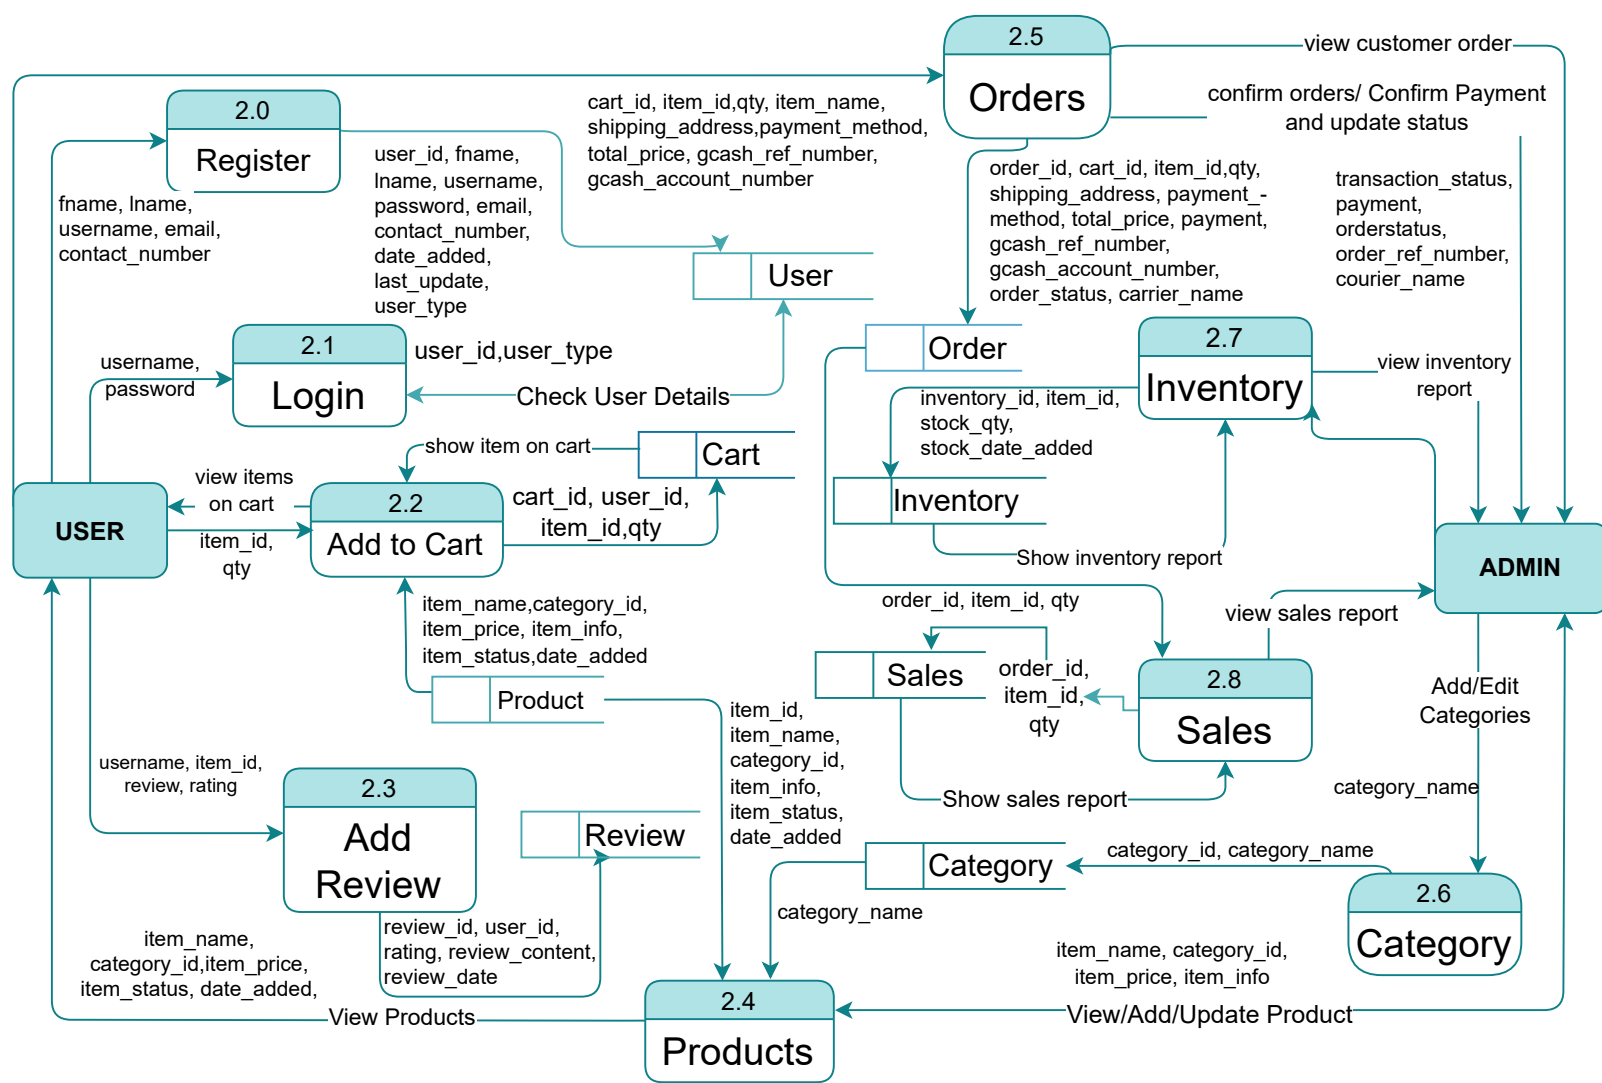 2.5
Orders
view customer order
confirm orders/ Confirm Payment
and update status
2.0
Register
cart_id, item_id,qty, item_name,
shipping_address,payment_method,
total_price, gcash_ref_number,
gcash_account_number
user_id, fname,
lname, username,
password, email,
contact_number,
date_added,
last_update,
user_type
fname, lname,
username, email,
contact_number
order_id, cart_id, item_id,qty,
shipping_address, payment_-
method, total_price, payment,
gcash_ref_number,
gcash_account_number,
order_status, carrier_name
transaction_status,
payment,
orderstatus,
order_ref_number,
courier_name
User
2.1
Login
user_id,user_type
username,
password
Check User Details
Order
2.7
Inventory
view inventory
report
inventory_id, item_id,
stock_qty,
stock_date_added
show item on cart
Cart
view items
on cart
2.2
Add to Cart
cart_id, user_id,
item_id,qty
Inventory
USER
item_id,
qty
Show inventory report
ADMIN
item_name,category_id,
item_price, item_info,
item_status,date_added
order_id, item_id, qty
view sales report
Product
Sales
order_id,
item_id,
qty
2.8
Sales
Add/Edit
Categories
item_id,
item_name,
category_id,
item_info,
item_status,
date_added
username, item_id,
review, rating
2.3
Add
Review
Show sales report
category_name
Review
Category
category_id, category_name
2.6
Category
category_name
review_id, user_id,
rating, review_content,
review_date
item_name,
category_id,item_price,
item_status, date_added,
item_name, category_id,
item_price, item_info
View Products
2.4
Products
View/Add/Update Product